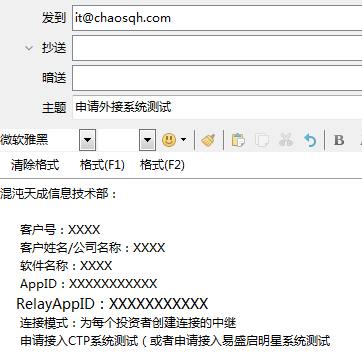 发到 it@chaosqh.com
抄送
暗送
主题 申请外接系统测试
微软雅黑 B
清除格式 格式(F1) 格式(F2)
混沌天成信息技术部：
客户号：XXXX
客户姓名/公司名称：XXXX
软件名称：XXXX
AppID：XXXXXXXXXXX
RelayAppID：XXXXXXXXXXX
连接模式：为每个投资者创建连接的中继
申请接入CTP系统测试（或者申请接入易盛启明星系统测试